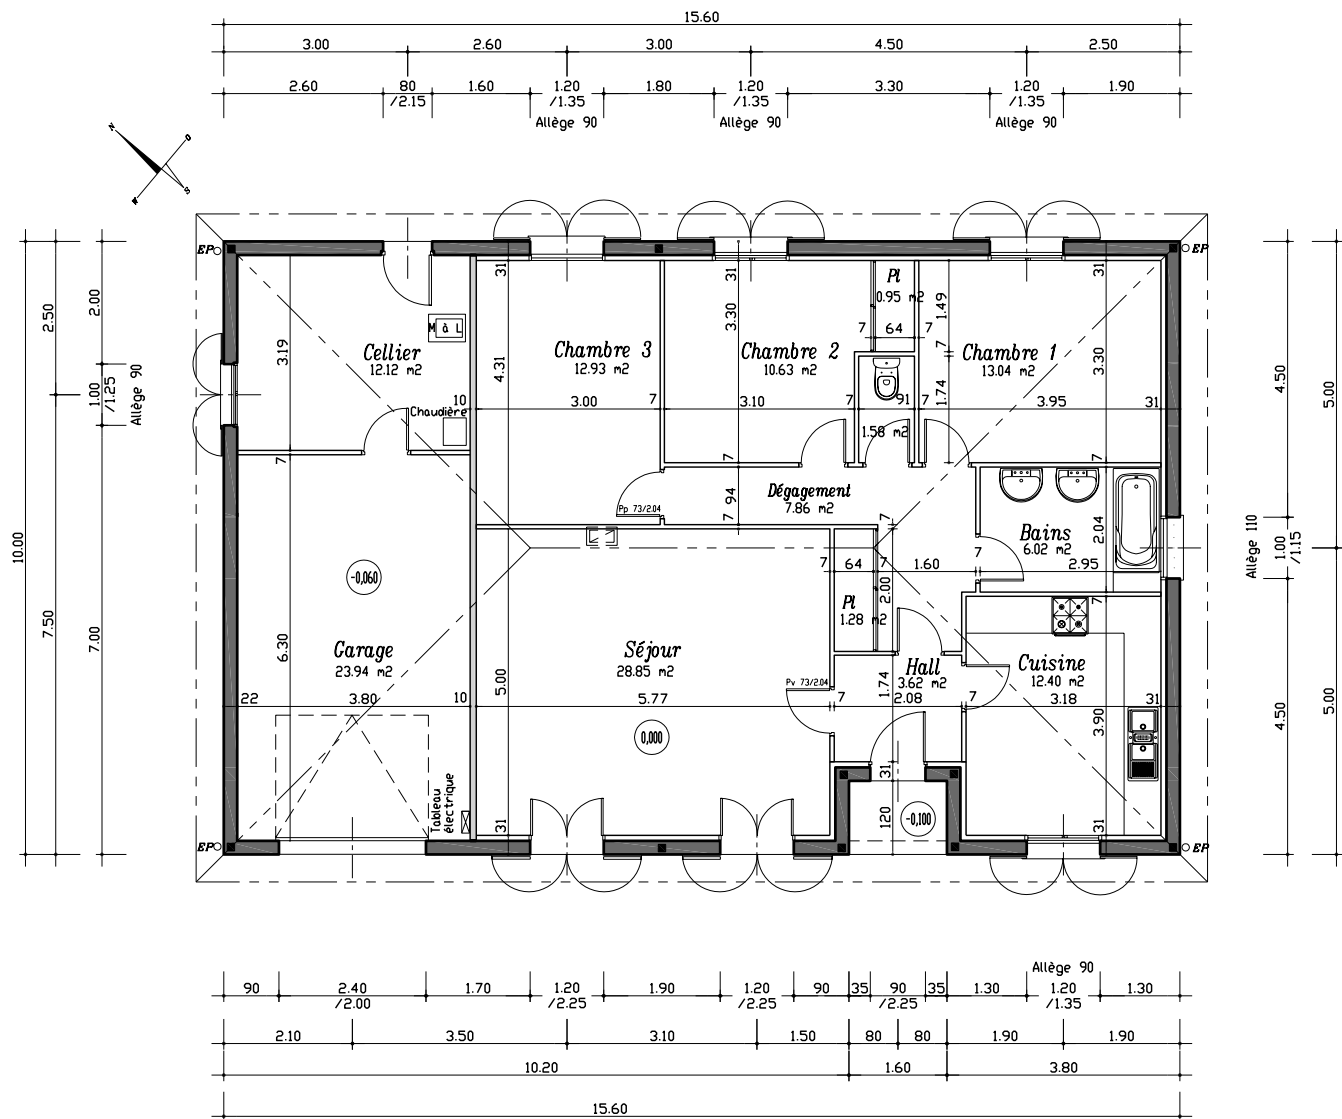 15.60
3.00 2.60 3.00 4.50 2.50
2.60 80 1.60 1.20 1.80 1.20 3.30 1.20 1.90
/2.15 /1.35 /1.35 /1.35
Allège 90 Allège 90 Allège 90
N O
S
EP EP
31 31 31
Pl
0.95 m2
2.50 2.00
3.30 1.49
M à L
7 64 7
4.50 5.00
3.19
Cellier
12.12 m2
4.31
Chambre 3
12.93 m2
Chambre 2
10.63 m2
7
Chambre 1
13.04 m2
3.30
1.00
/1.25
Allège 90
1.74
10 3.00 7 3.10 7 91 7 3.95 31
Chaudière
1.58 m2
7 7 7
94
Dégagement
7.86 m2
Pp 73/2.04
7 7
Bains
6.02 m2
2.04
Allège 110
1.00
/1.15
10.00
7 64 7 1.60 7 2.95
-0,060
2.00
Pl
1.28 m2
7
7.50 7.00
6.30
Garage
23.94 m2
Séjour
28.85 m2
5.00
Hall
3.62 m2
1.74
Cuisine
12.40 m2
Pv 73/2.04
22 3.80 10 5.77 7 2.08 7 3.18 31
3.90
4.50 5.00
0,000
Tableau
électrique
31 31 31
120
-0,100
EP EP
Allège 90
90 2.40 1.70 1.20 1.90 1.20 90 35 90 35 1.30 1.20 1.30
/2.00 /2.25 /2.25 /2.25 /1.35
2.10 3.50 3.10 1.50 80 80 1.90 1.90
10.20 1.60 3.80
15.60